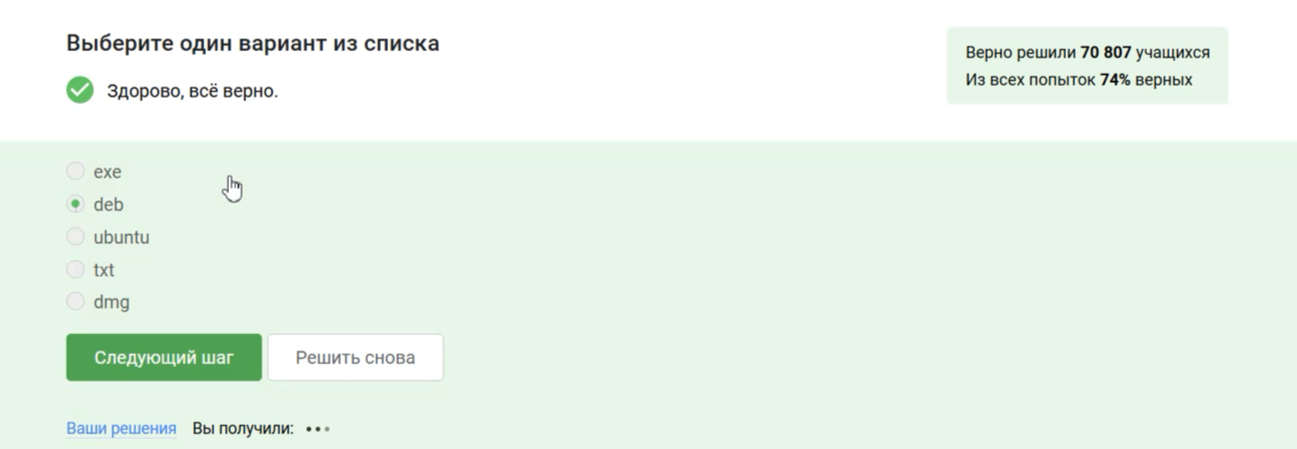 Выберите один вариант из списка
Верно решили 70 807 учащихся
Из всех попыток 74% верных
Здорово, всё верно.
exe
deb
ubuntu
txt
dmg
Следующий шаг
Решить снова
Ваши решения Вы получили: